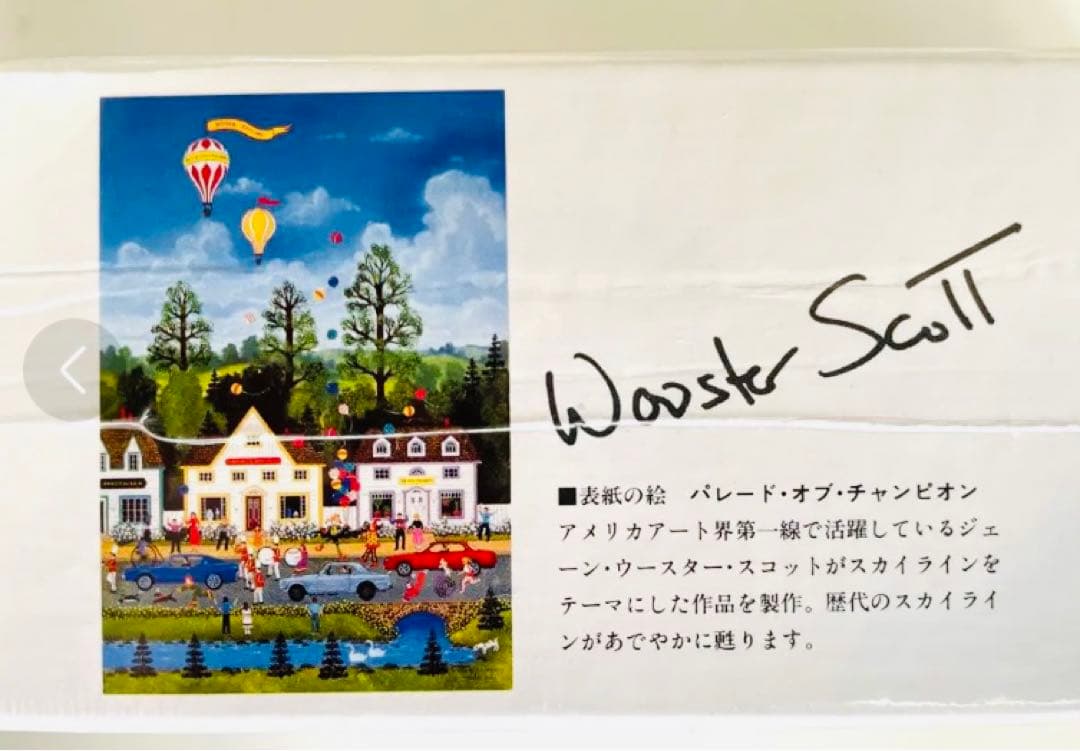 Wooster Scott
■表紙の絵 パレード・オブ・チャンピオン
アメリカアート界第一線で活躍しているジェ
ーン・ウースター・スコットがスカイラインを
テーマにした作品を製作。歴代のスカイライ
ンがあでやかに甦ります。